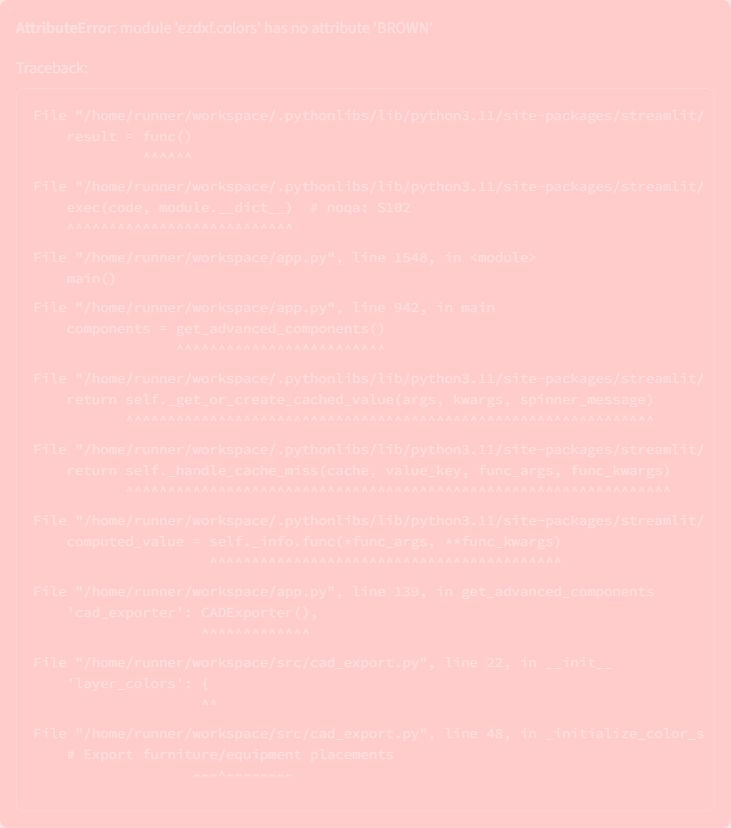 AttributeError: module 'ezdxf.colors' has no attribute 'BROWN'
Traceback:
File "/home/runner/workspace/.pythonlibs/lib/python3.11/site-packages/streamlit/
    result = func()
             ^^^^^^
File "/home/runner/workspace/.pythonlibs/lib/python3.11/site-packages/streamlit/
    exec(code, module.__dict__)  # noqa: S102
    ^^^^^^^^^^^^^^^^^^^^^^^^^^^
File "/home/runner/workspace/app.py", line 1548, in <module>
    main()
File "/home/runner/workspace/app.py", line 942, in main
    components = get_advanced_components()
                 ^^^^^^^^^^^^^^^^^^^^^^^^^
File "/home/runner/workspace/.pythonlibs/lib/python3.11/site-packages/streamlit/
    return self._get_or_create_cached_value(args, kwargs, spinner_message)
           ^^^^^^^^^^^^^^^^^^^^^^^^^^^^^^^^^^^^^^^^^^^^^^^^^^^^^^^^^^^^^^^
File "/home/runner/workspace/.pythonlibs/lib/python3.11/site-packages/streamlit/
    return self._handle_cache_miss(cache, value_key, func_args, func_kwargs)
           ^^^^^^^^^^^^^^^^^^^^^^^^^^^^^^^^^^^^^^^^^^^^^^^^^^^^^^^^^^^^^^^^^
File "/home/runner/workspace/.pythonlibs/lib/python3.11/site-packages/streamlit/
    computed_value = self._info.func(*func_args, **func_kwargs)
                     ^^^^^^^^^^^^^^^^^^^^^^^^^^^^^^^^^^^^^^^^^^
File "/home/runner/workspace/app.py", line 139, in get_advanced_components
    'cad_exporter': CADExporter(),
                    ^^^^^^^^^^^^^
File "/home/runner/workspace/src/cad_export.py", line 22, in __init__
    'layer_colors': {
                    ^^
File "/home/runner/workspace/src/cad_export.py", line 48, in _initialize_color_s
    # Export furniture/equipment placements
                   ~~~^~~~~~~~~